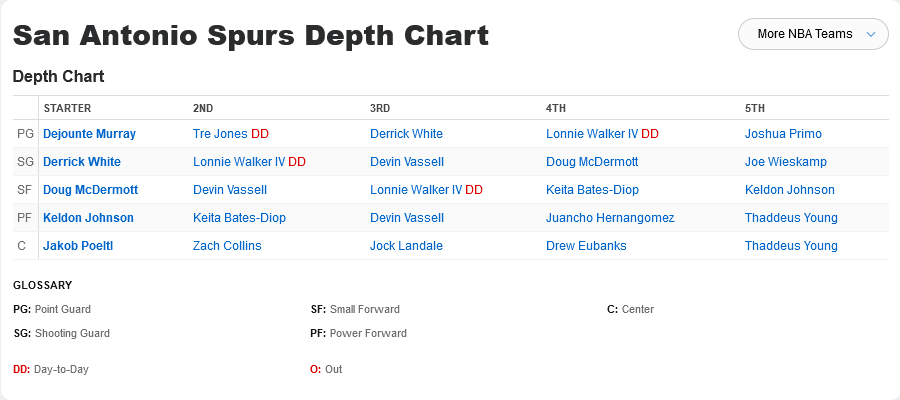 San Antonio Spurs Depth Chart
More NBA Teams
Depth Chart
STARTER 2ND 3RD 4TH 5TH
PG Dejounte Murray Tre Jones DD Derrick White Lonnie Walker IV DD Joshua Primo
SG Derrick White Lonnie Walker IV DD Devin Vassell Doug McDermott Joe Wieskamp
SF Doug McDermott Devin Vassell Lonnie Walker IV DD Keita Bates-Diop Keldon Johnson
PF Keldon Johnson Keita Bates-Diop Devin Vassell Juancho Hernangomez Thaddeus Young
C Jakob Poeltl Zach Collins Jock Landale Drew Eubanks Thaddeus Young
GLOSSARY
PG: Point Guard SF: Small Forward C: Center
SG: Shooting Guard PF: Power Forward
DD: Day-to-Day O: Out